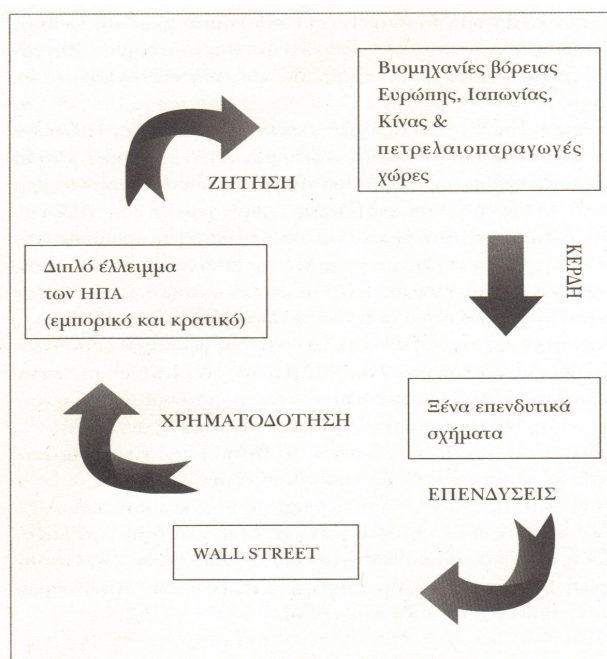 Βιομηχανίες βόρειας
Ευρώπης, Ιαπωνίας,
Κίνας &
πετρελαιοπαραγωγές
χώρες
ΖΗΤΗΣΗ
ΚΕΡΔΗ
Διπλό έλλειμμα
των ΗΠΑ
(εμπορικό και κρατικό)
Ξένα επενδυτικά
σχήματα
ΧΡΗΜΑΤΟΔΟΤΗΣΗ
ΕΠΕΝΔΥΣΕΙΣ
WALL STREET